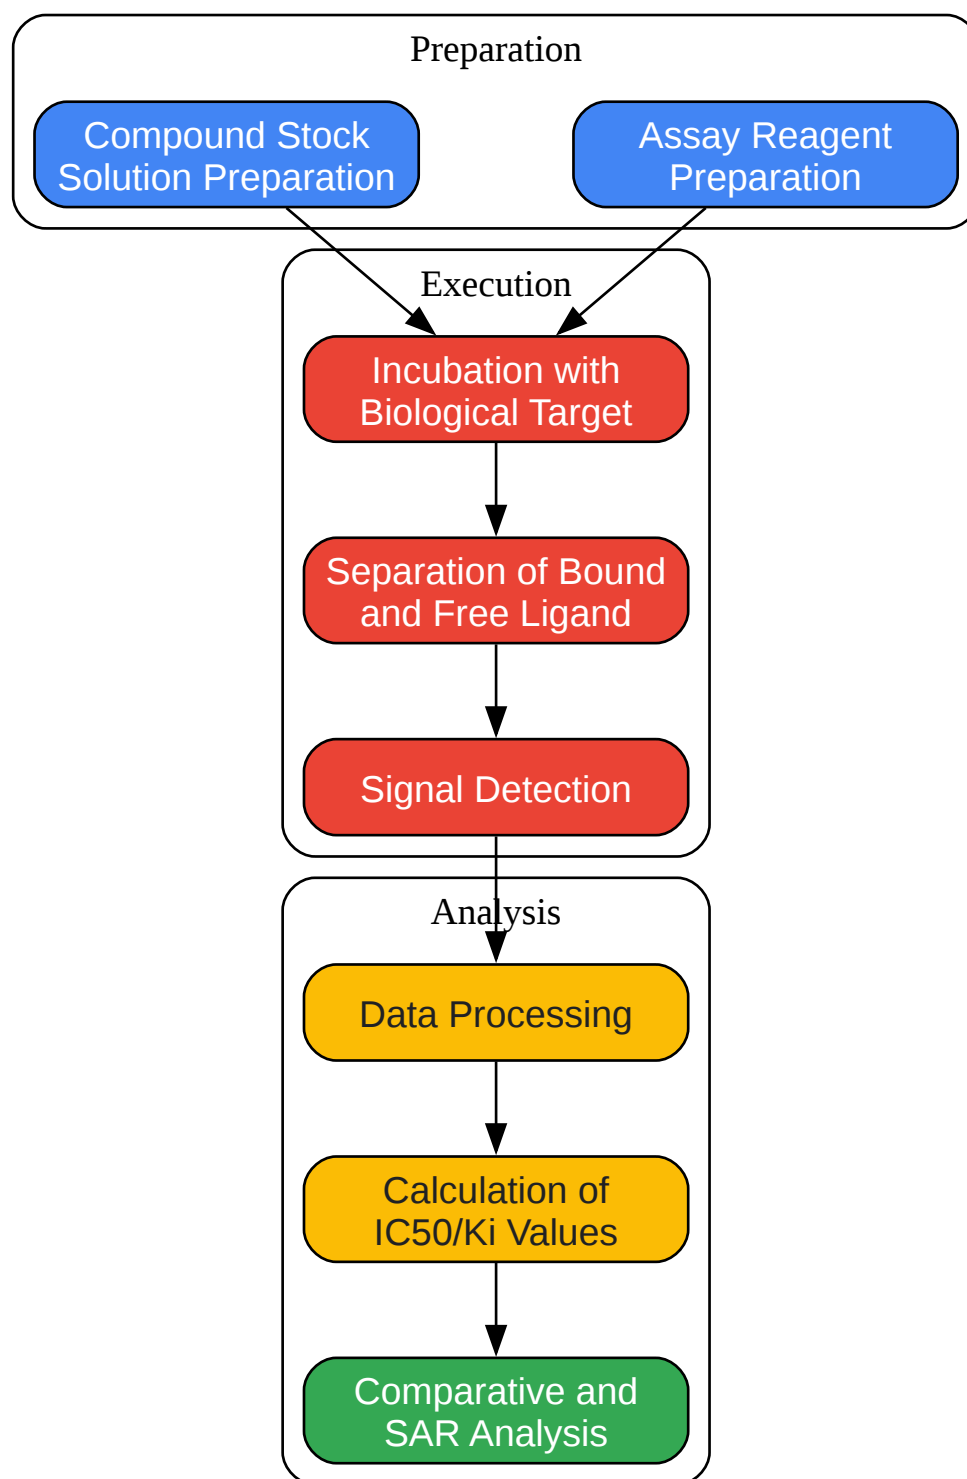 Preparation
Compound Stock
Solution Preparation
Assay Reagent
Preparation
Execution
Incubation with
Biological Target
Separation of Bound
and Free Ligand
Signal Detection
Analysis
Data Processing
Calculation of
IC50/Ki Values
Comparative and
SAR Analysis